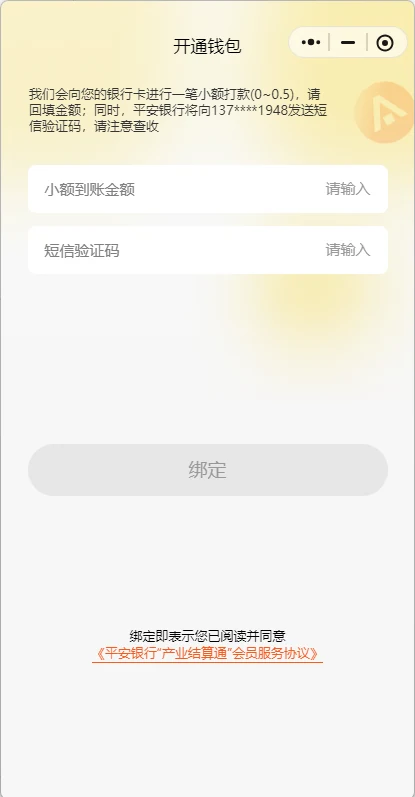 开通钱包
我们会向您的银行卡进行一笔小额打款(0~0.5)，请
回填金额；同时，平安银行将向137****1948发送短
信验证码，请注意查收
小额到账金额 请输入
短信验证码 请输入
绑定
绑定即表示您已阅读并同意
《平安银行“产业结算通”会员服务协议》